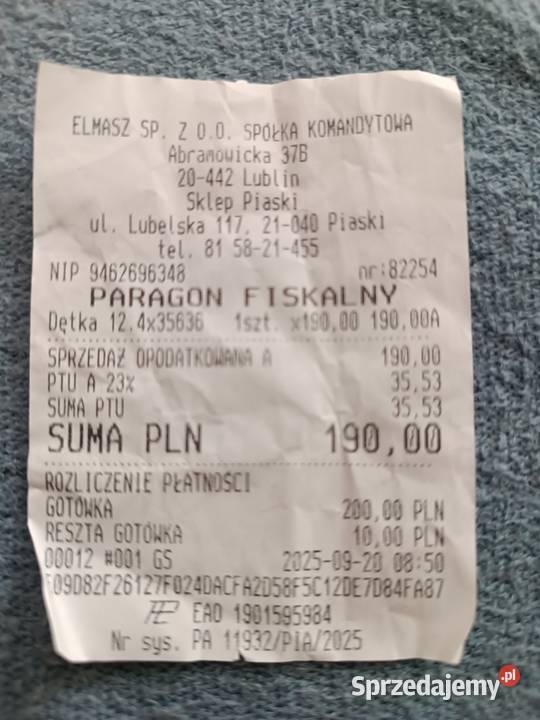 ELMASZ SP. Z O.O. SPÓŁKA KOMANDYTOWA
Abramowicka 37B
20-442 Lublin
Sklep Piaski
ul. Lubelska 117, 21-040 Piaski
tel. 81 58-21-455
NIP 9462696348 nr:82254
PARAGON FISKALNY
Dętka 12.4x35636 1szt. x190,00 190,00A
SPRZEDAŻ OPODATKOWANA A 190,00
PTU A 23% 35,53
SUMA PTU 35,53
SUMA PLN 190,00
ROZLICZENIE PŁATNOŚCI
GOTÓWKA 200,00 PLN
RESZTA GOTÓWKA 10,00 PLN
00012 #001 GS 2025-09-20 08:50
E09D82F26127F024DACFA2D58F5C12DE7D84FA87
EAO 1901595984
Nr sys. PA 11932/PIA/2025
Sprzedajemy.pl